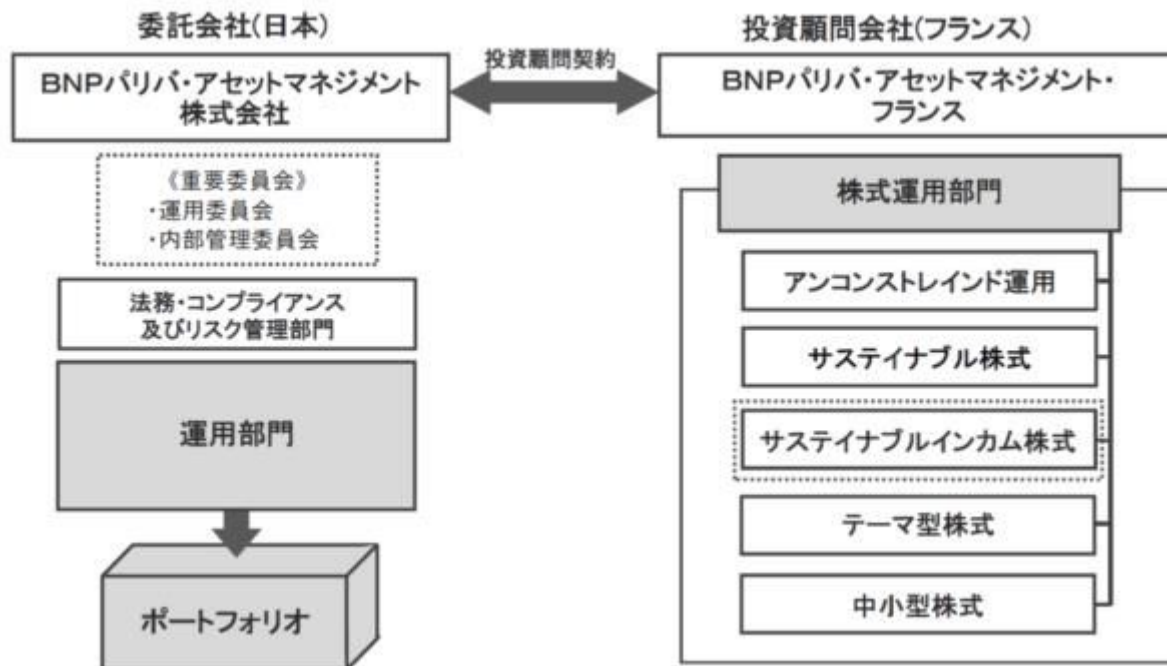 委託会社(日本)
BNPパリバ・アセットマネジメント
株式会社
《重要委員会》
・運用委員会
・内部管理委員会
法務・コンプライアンス
及びリスク管理部門
運用部門
ポートフォリオ
投資顧問契約
投資顧問会社(フランス)
BNPパリバ・アセットマネジメント・
フランス
株式運用部門
アンコンストレインド運用
サステイナブル株式
サステイナブルインカム株式
テーマ型株式
中小型株式